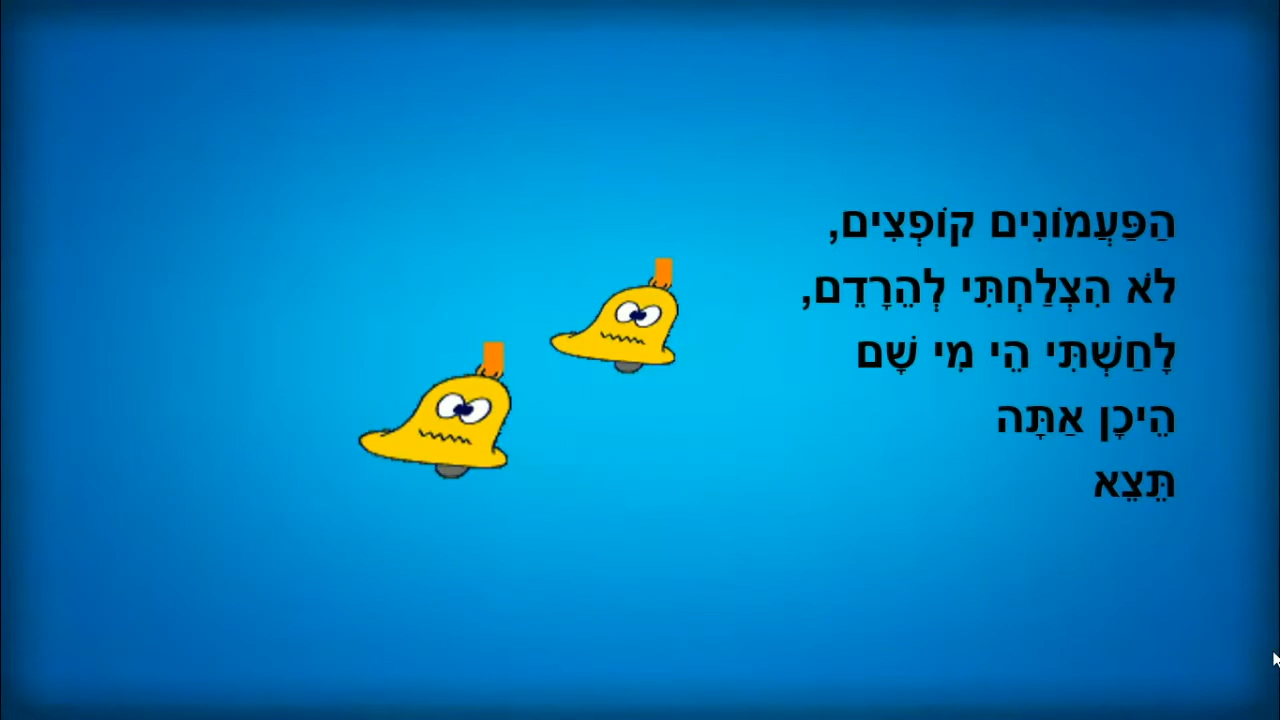 הַפַּעֲמוֹנִים קוֹפְצִים,
לֹא הִצְלַחְתִּי לְהֵרָדֵם,
לָחַשְׁתִּי הֵי מִי שָׁם
הֵיכָן אַתָּה
תֵּצֵא